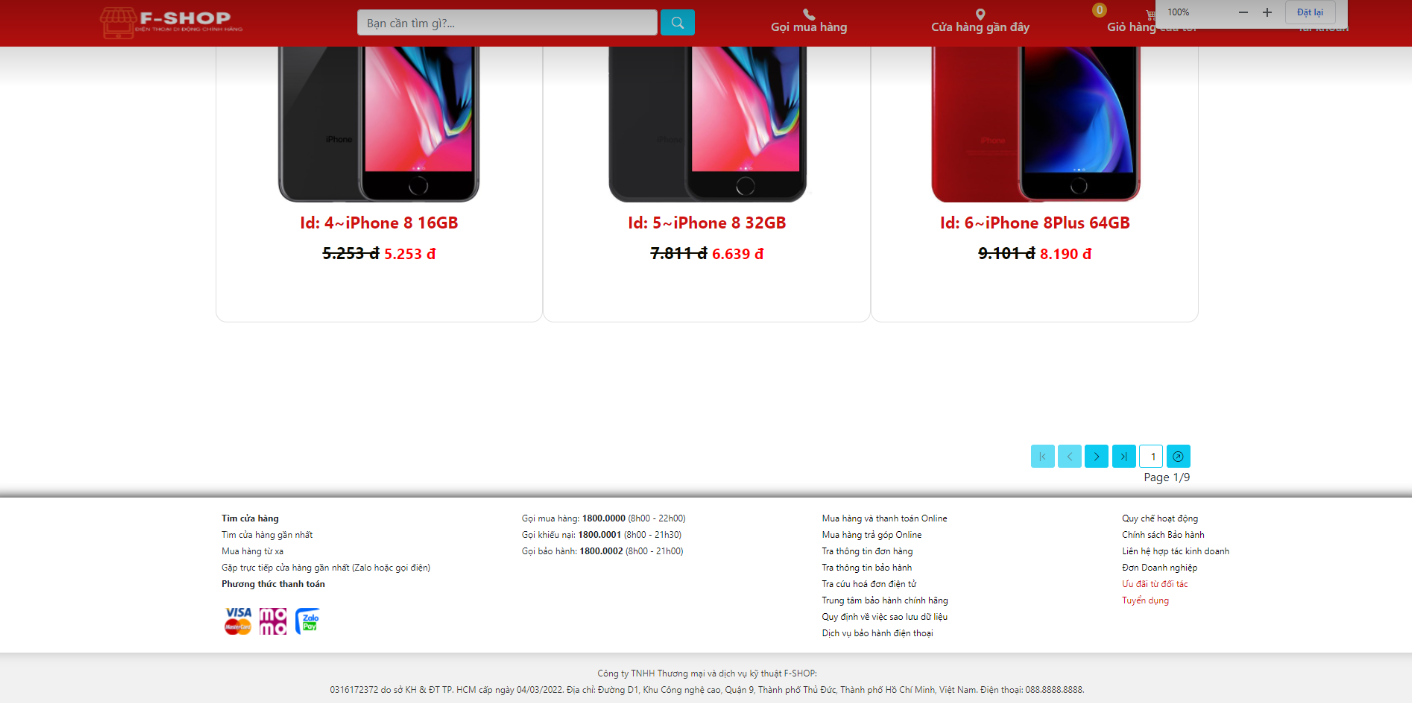 F-SHOP
ĐIỆN THOẠI DI ĐỘNG CHÍNH HÃNG
Bạn cần tìm gì?...
Gọi mua hàng
Cửa hàng gần đây
0
Giỏ hàng của tôi
Tài khoản
100%
Đặt lại
iPhone
iPhone
iPhone
Id: 4~iPhone 8 16GB
5.253 đ 5.253 đ
Id: 5~iPhone 8 32GB
7.811 đ 6.639 đ
Id: 6~iPhone 8Plus 64GB
9.101 đ 8.190 đ
1
Page 1/9
Tìm cửa hàng
Tìm cửa hàng gần nhất
Mua hàng từ xa
Gặp trực tiếp cửa hàng gần nhất (Zalo hoặc gọi điện)
Phương thức thanh toán
VISA
MasterCard
mo
mo
Zalo
Pay
Gọi mua hàng: 1800.0000 (8h00 - 22h00)
Gọi khiếu nại: 1800.0001 (8h00 - 21h30)
Gọi bảo hành: 1800.0002 (8h00 - 21h00)
Mua hàng và thanh toán Online
Mua hàng trả góp Online
Tra thông tin đơn hàng
Tra thông tin bảo hành
Tra cứu hoá đơn điện tử
Trung tâm bảo hành chính hãng
Quy định về việc sao lưu dữ liệu
Dịch vụ bảo hành điện thoại
Quy chế hoạt động
Chính sách Bảo hành
Liên hệ hợp tác kinh doanh
Đơn Doanh nghiệp
Ưu đãi từ đối tác
Tuyển dụng
Công ty TNHH Thương mại và dịch vụ kỹ thuật F-SHOP:
0316172372 do sở KH & ĐT TP. HCM cấp ngày 04/03/2022. Địa chỉ: Đường D1, Khu Công nghệ cao, Quận 9, Thành phố Thủ Đức, Thành phố Hồ Chí Minh, Việt Nam. Điện thoại: 088.8888.8888.